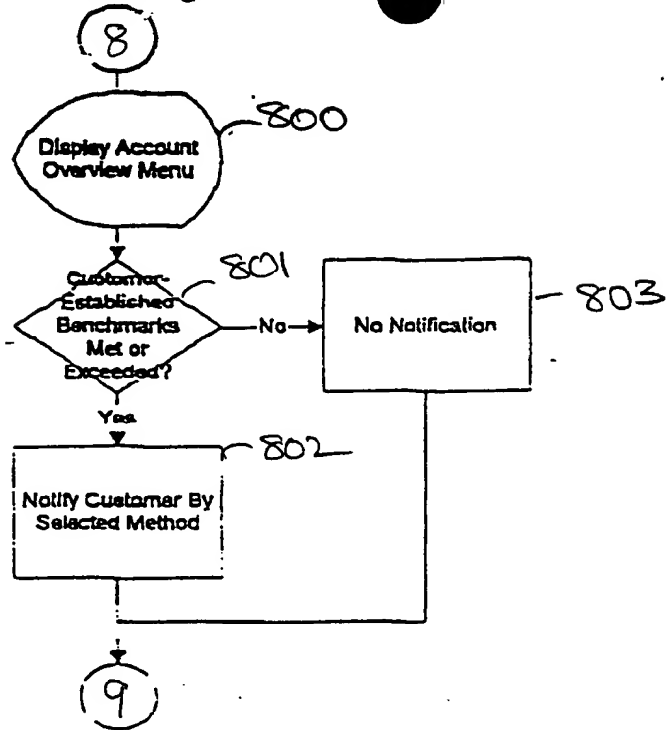 8
800
Display Account
Overview Menu
801
Customer-
Established
Benchmarks
Met or
Exceeded?
No
No Notification
803
Yes
802
Notify Customer By
Selected Method
9